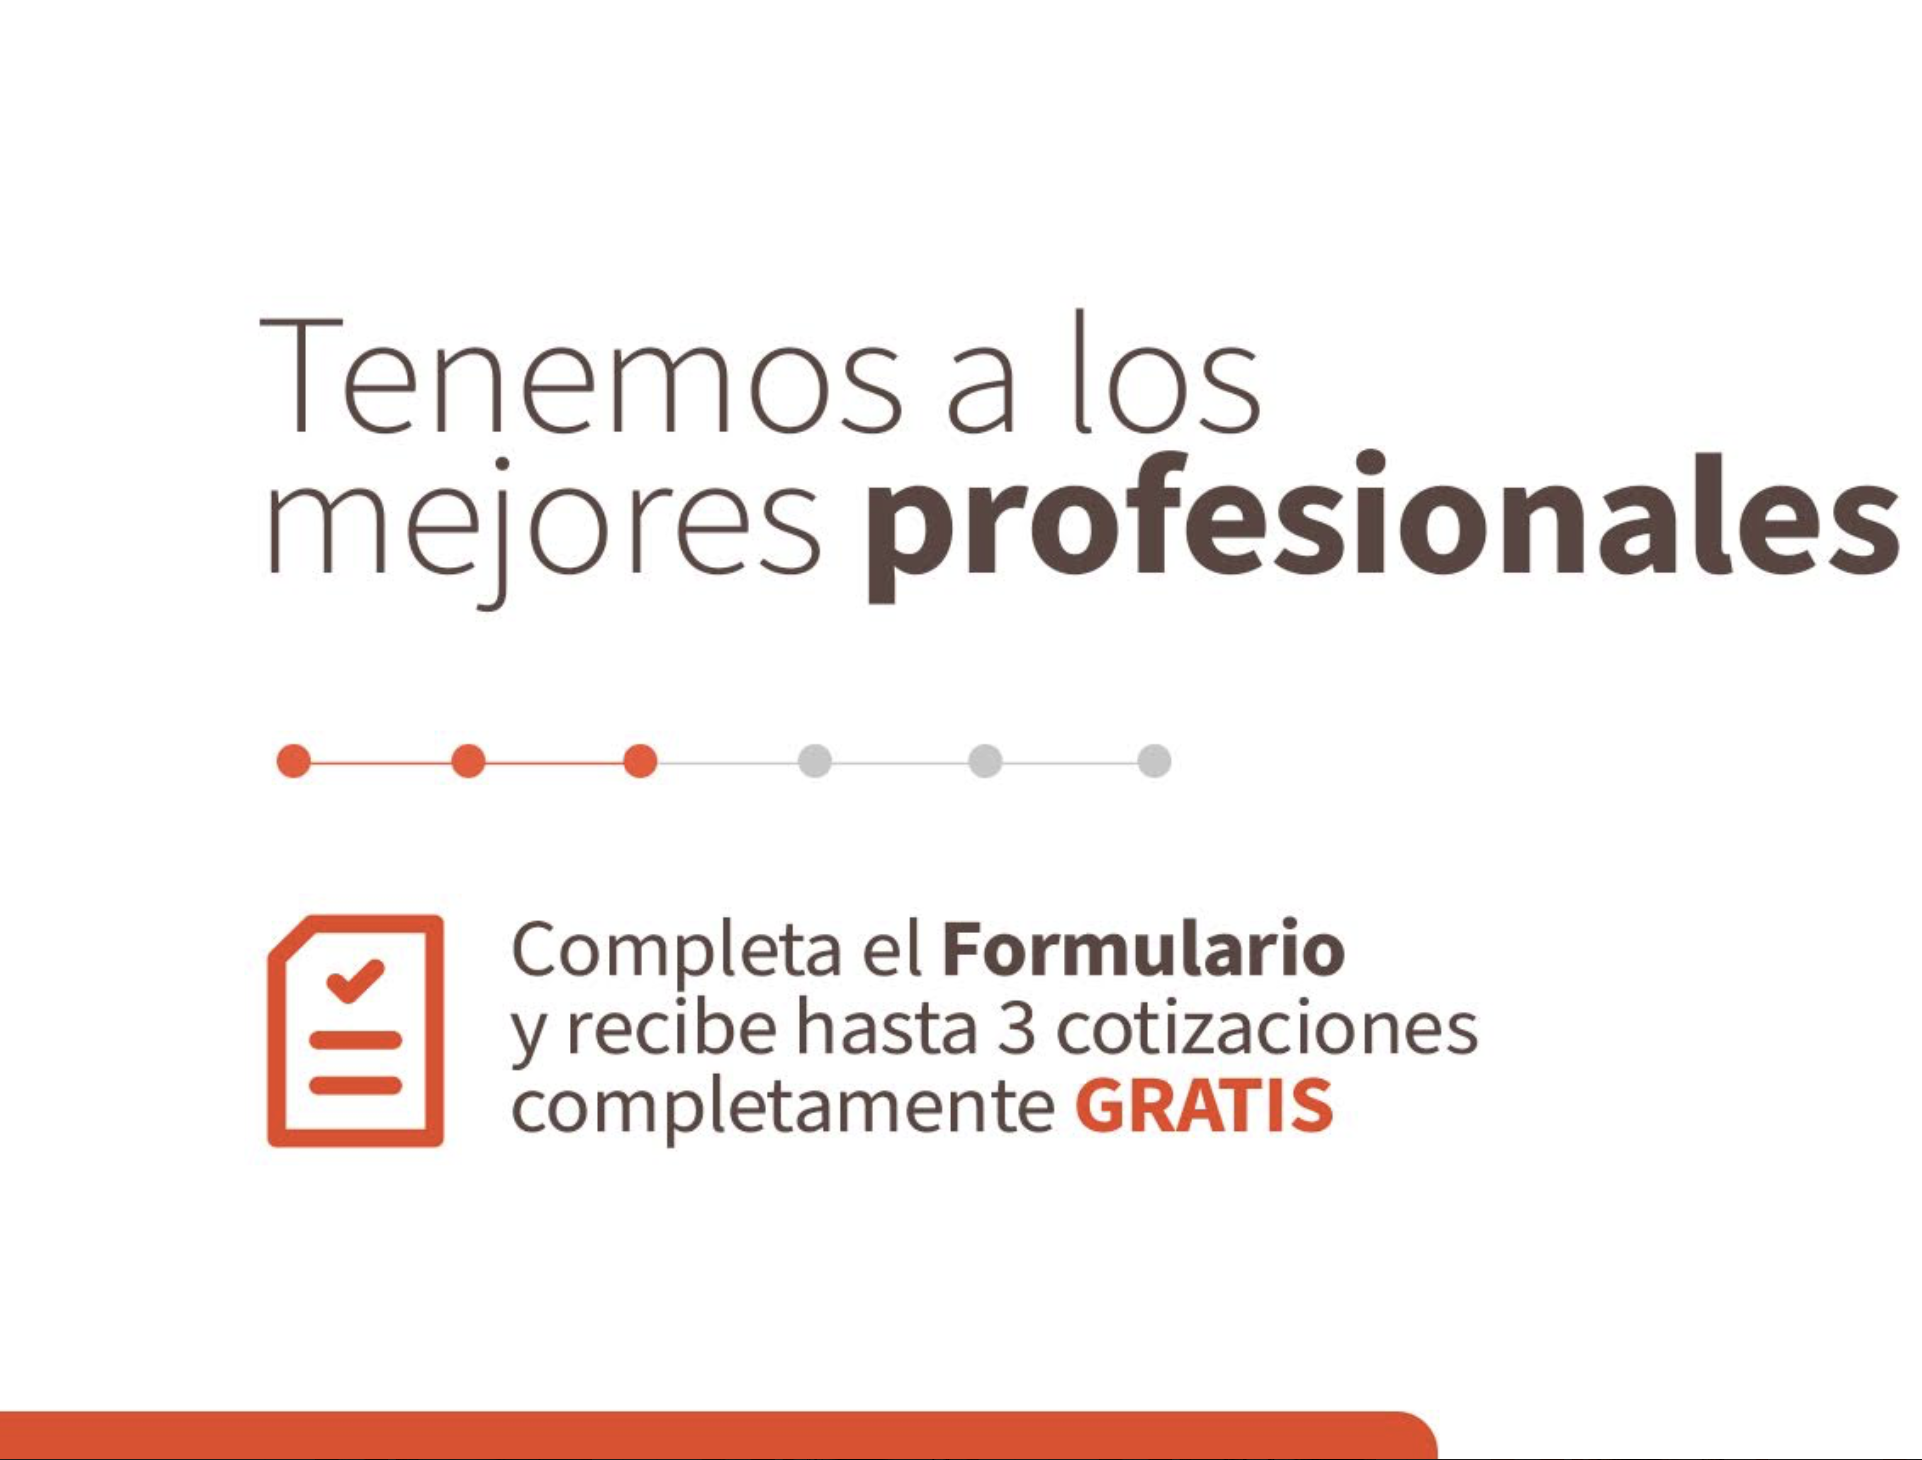 Tenemos a los
mejores profesionales
Completa el Formulario
y recibe hasta 3 cotizaciones
completamente GRATIS